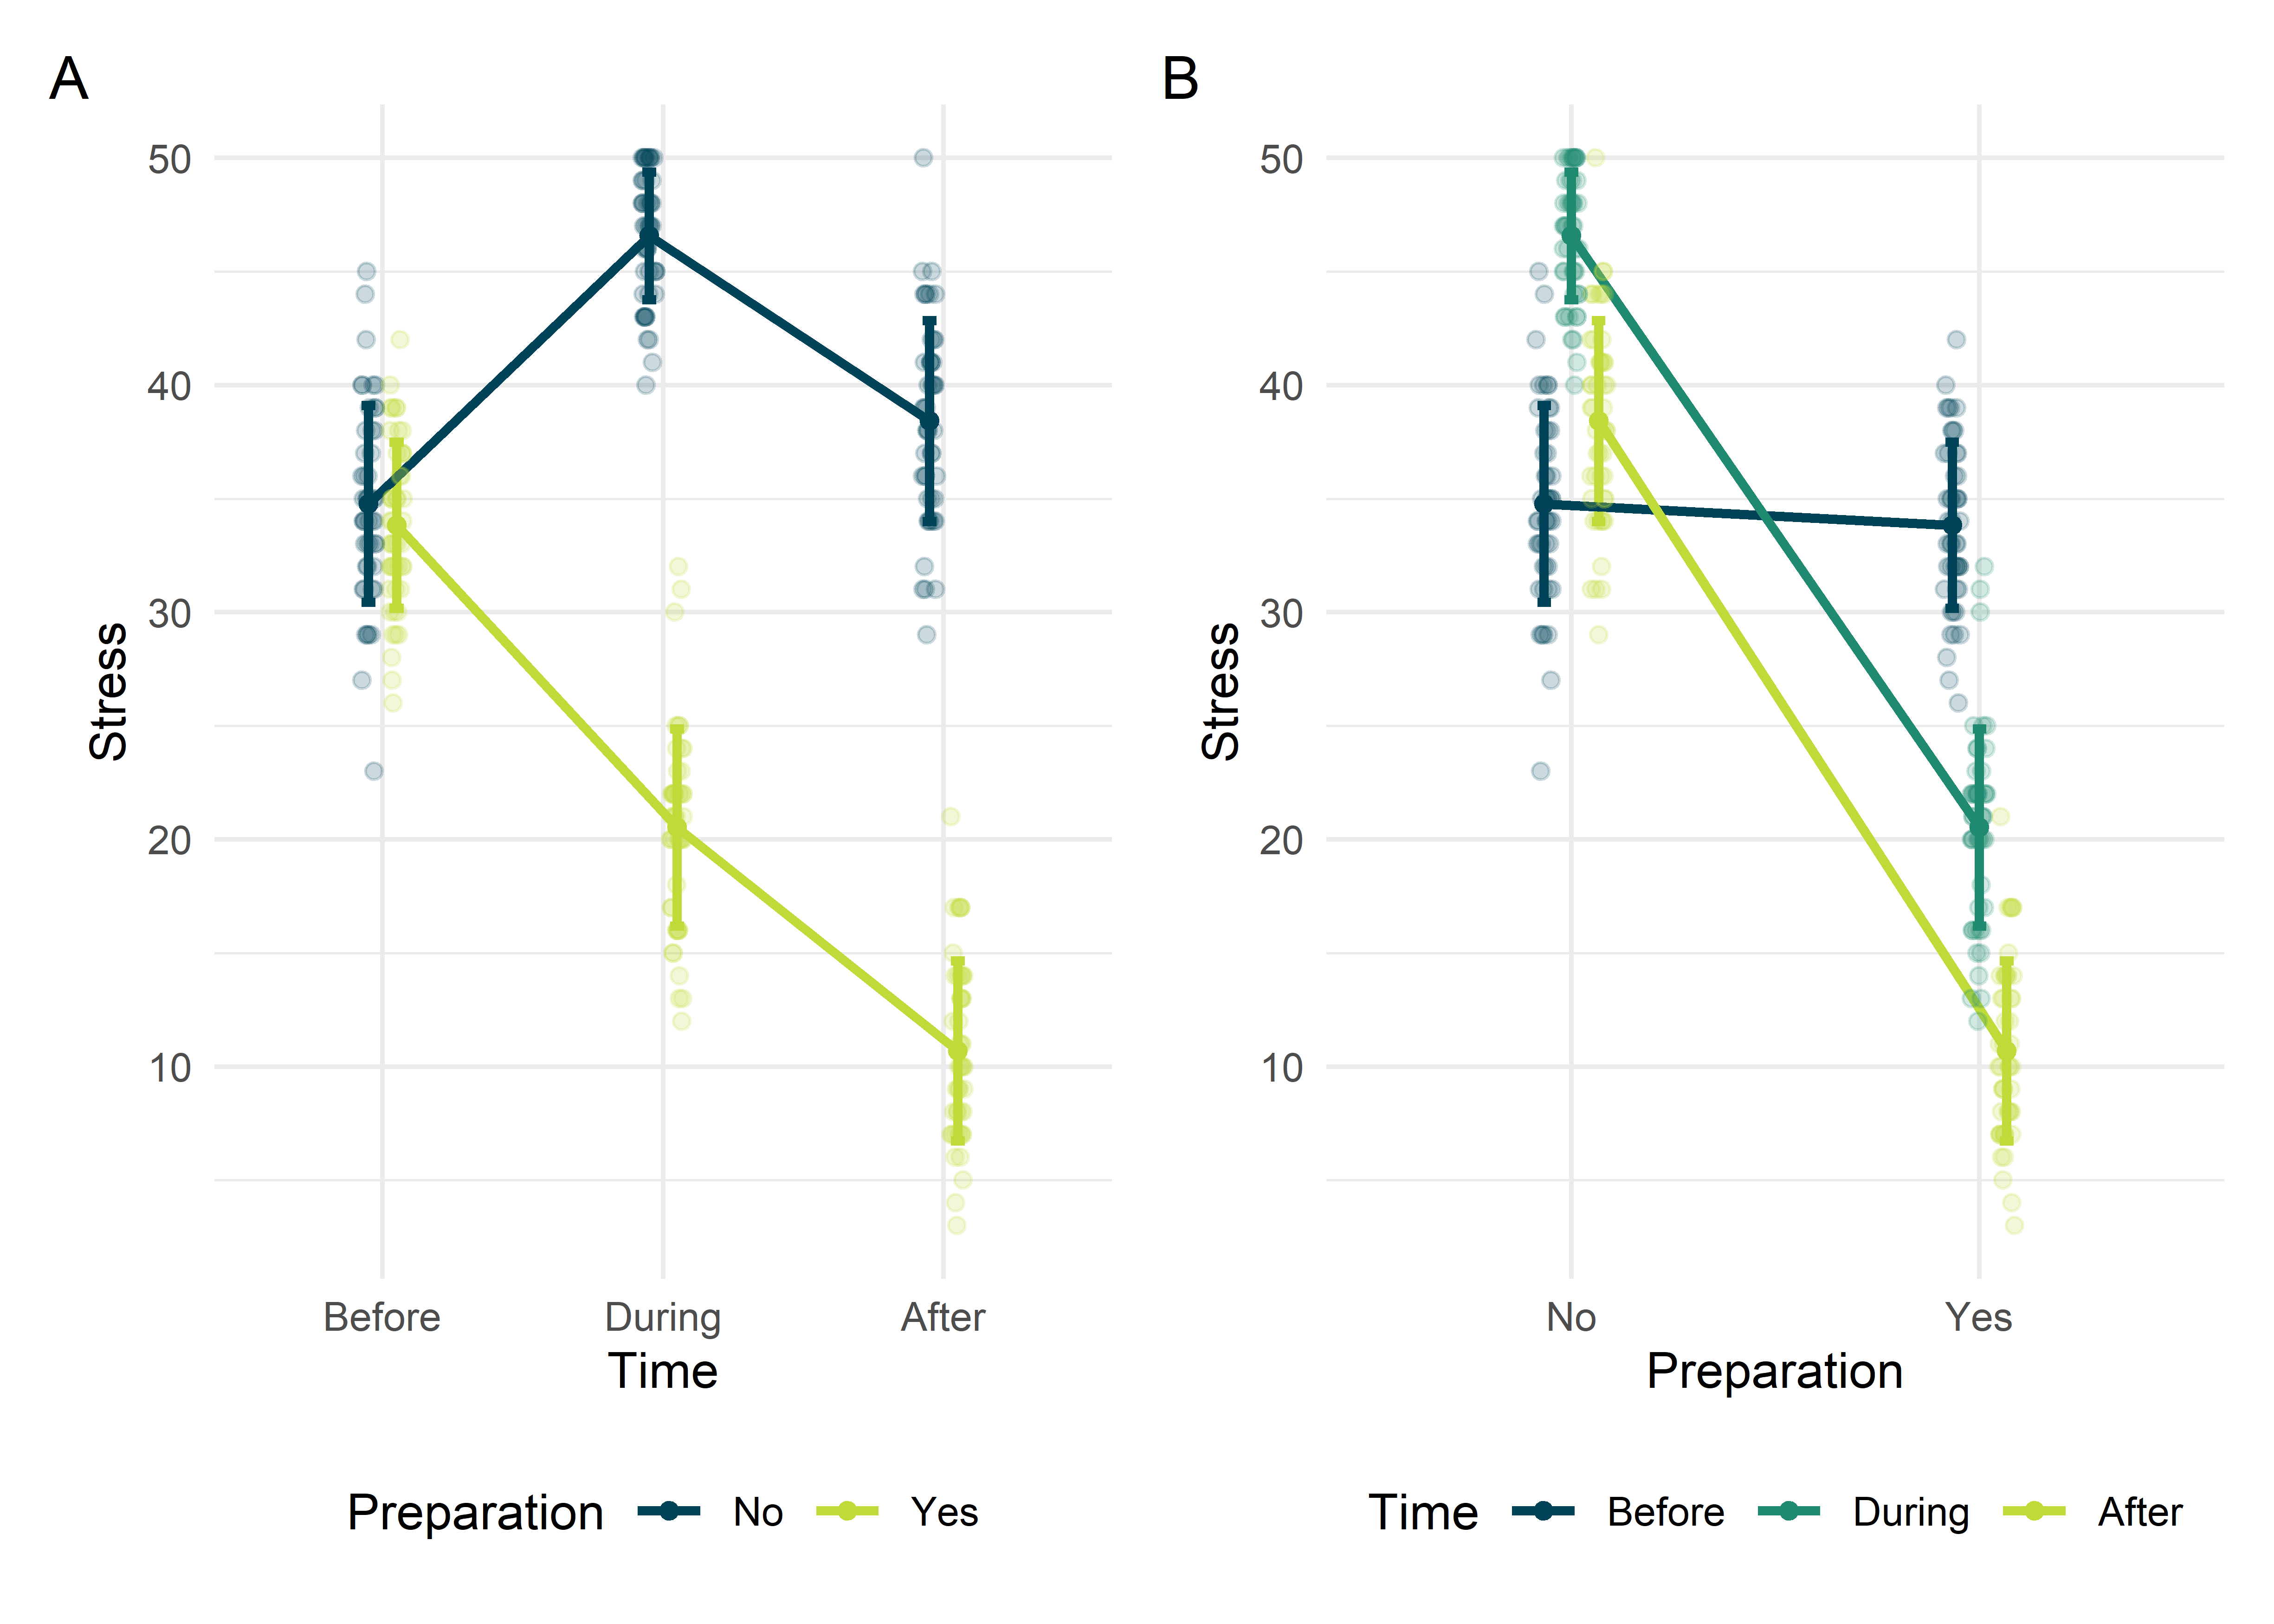 A
50
40
30
20
10
Stress
Before During After
Time
Preparation No Yes
B
50
40
30
20
10
Stress
No Yes
Preparation
Time Before During After